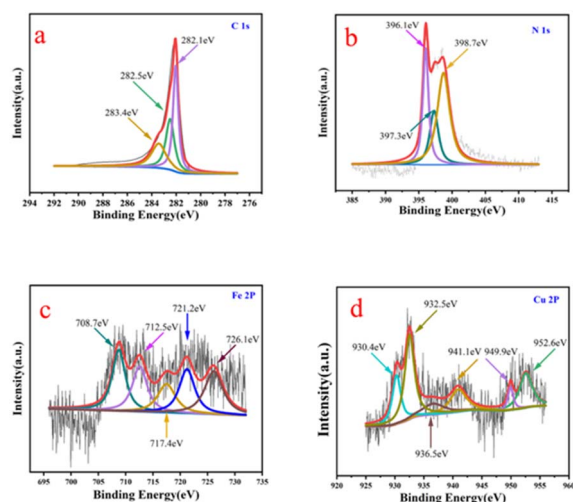 a
C 1s
282.1eV
282.5eV
283.4eV
Intensity(a.u.)
294 292 290 288 286 284 282 280 278 276
Binding Energy(eV)
b
N 1s
396.1eV
398.7eV
397.3eV
Intensity(a.u.)
385 390 395 400 405 410 415
Binding Energy(eV)
c
Fe 2P
708.7eV
712.5eV
721.2eV
726.1eV
717.4eV
Intensity(a.u.)
695 700 705 710 715 720 725 730 735
Binding Energy(eV)
d
Cu 2P
932.5eV
930.4eV
941.1eV
949.9eV
952.6eV
936.5eV
Intensity(a.u.)
925 930 935 940 945 950 955 960
Binding Energy(eV)